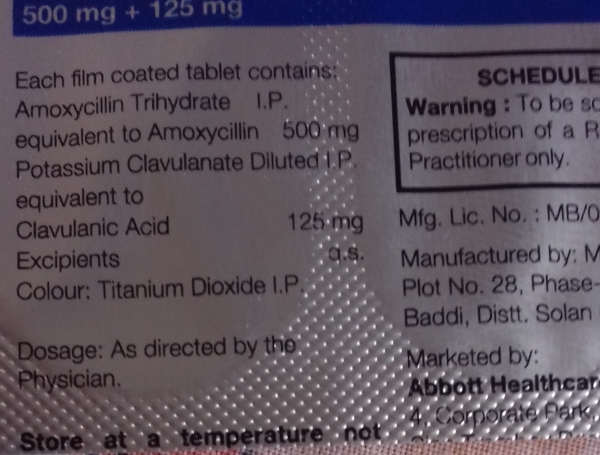 500 mg + 125 mg
Each film coated tablet contains:
Amoxycillin Trihydrate I.P.
equivalent to Amoxycillin 500 mg
Potassium Clavulanate Diluted I.P.
equivalent to
Clavulanic Acid 125 mg
Excipients q.s.
Colour: Titanium Dioxide I.P.
Dosage: As directed by the
Physician.
Store at a temperature not
SCHEDULE
Warning : To be
prescription of a R
Practitioner only.
Mfg. Lic. No. : MB/0
Manufactured by: M
Plot No. 28, Phase-
Baddi, Distt. Solan
Marketed by:
Abbott Healthcar
4, Corporate Park,